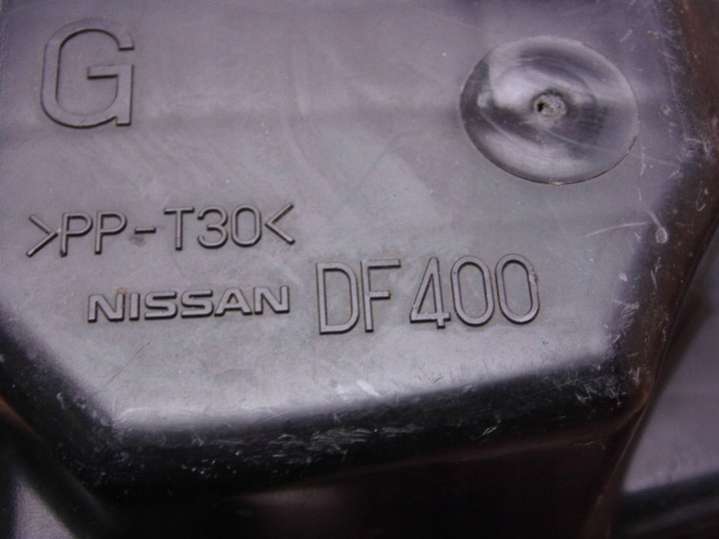 G
>PP-T30<
NISSAN DF400